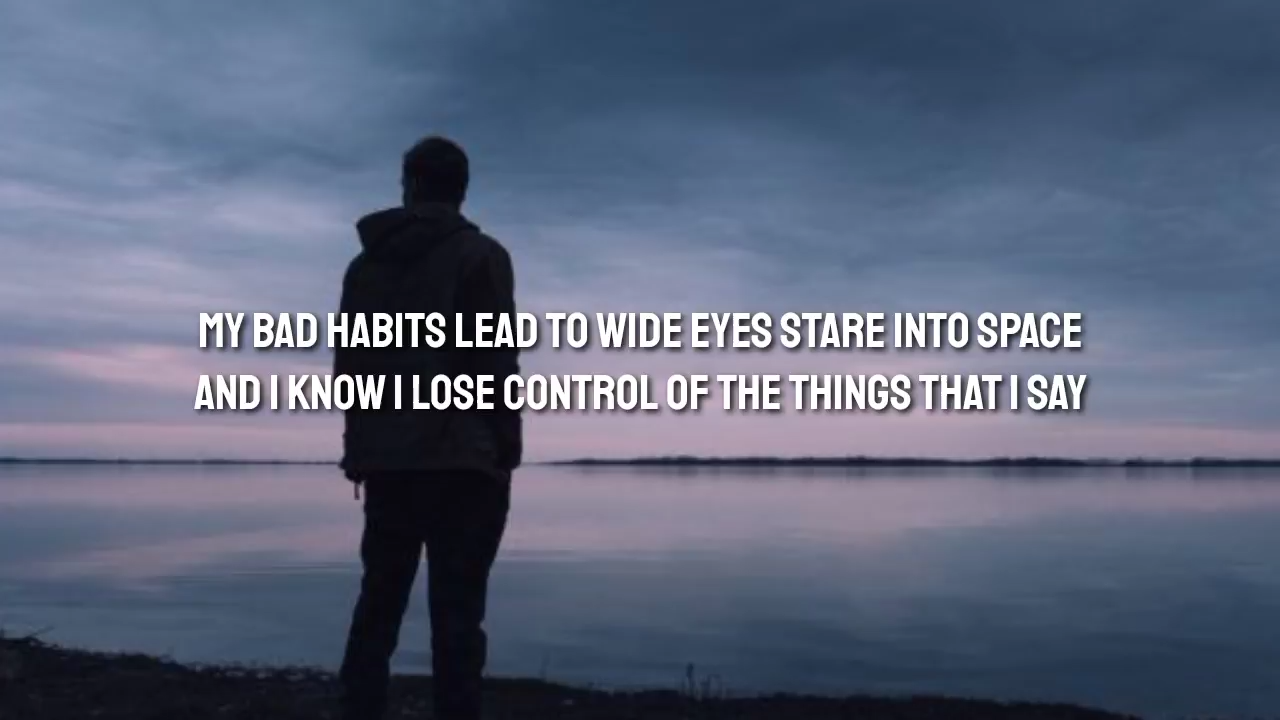 MY BAD HABITS LEAD TO WIDE EYES STARE INTO SPACE
AND I KNOW I LOSE CONTROL OF THE THINGS THAT I SAY